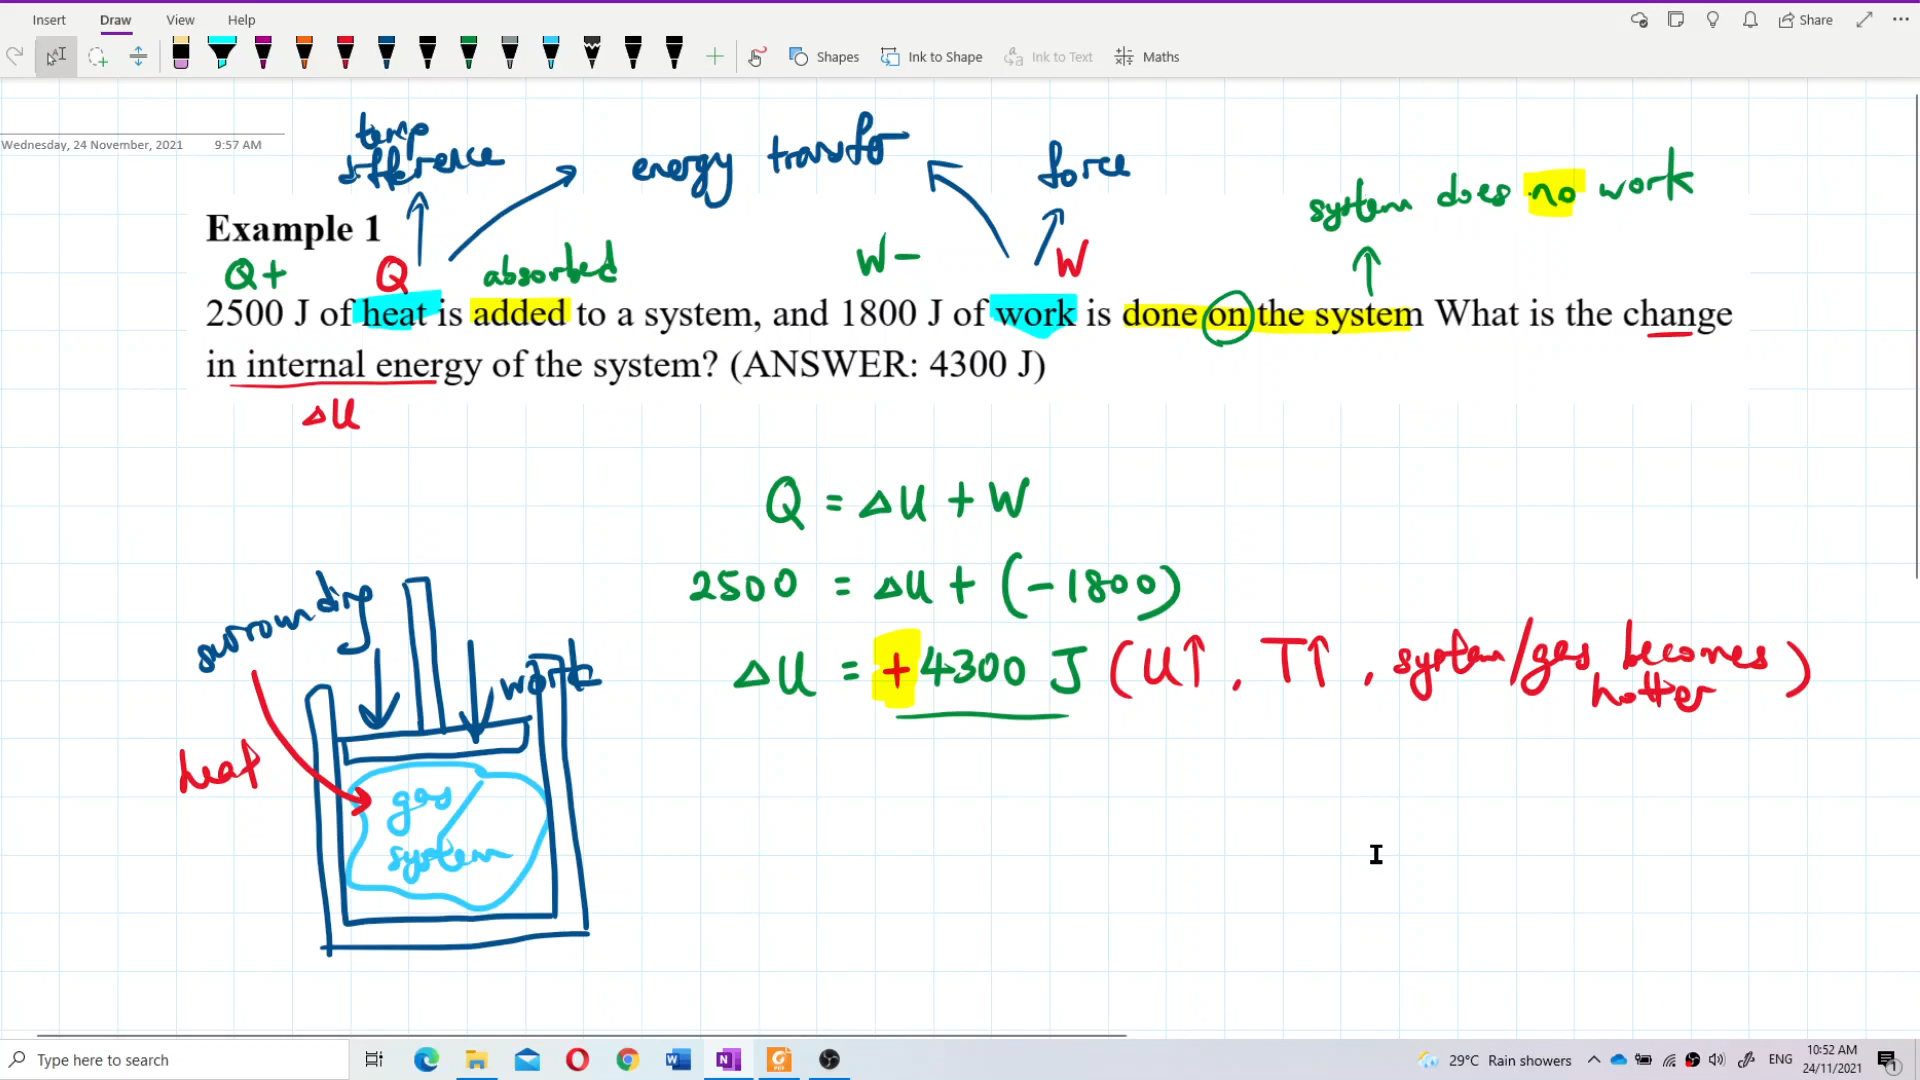 Insert Draw View Help
Share
Shapes Ink to Shape Ink to Text Maths
Wednesday, 24 November, 2021 9:57 AM
temp
difference
energy transfer
force
system does no work
Example 1
Q+ Q absorbed W- W
2500 J of heat is added to a system, and 1800 J of work is done on the system What is the change
in internal energy of the system? (ANSWER: 4300 J)
ΔU
Q = ΔU + W
2500 = ΔU + (-1800)
ΔU = +4300 J (U↑, T↑, system/gas becomes
hotter)
surrounding
work
heat
gas
system
Type here to search
29°C Rain showers
ENG
10:52 AM
24/11/2021
1